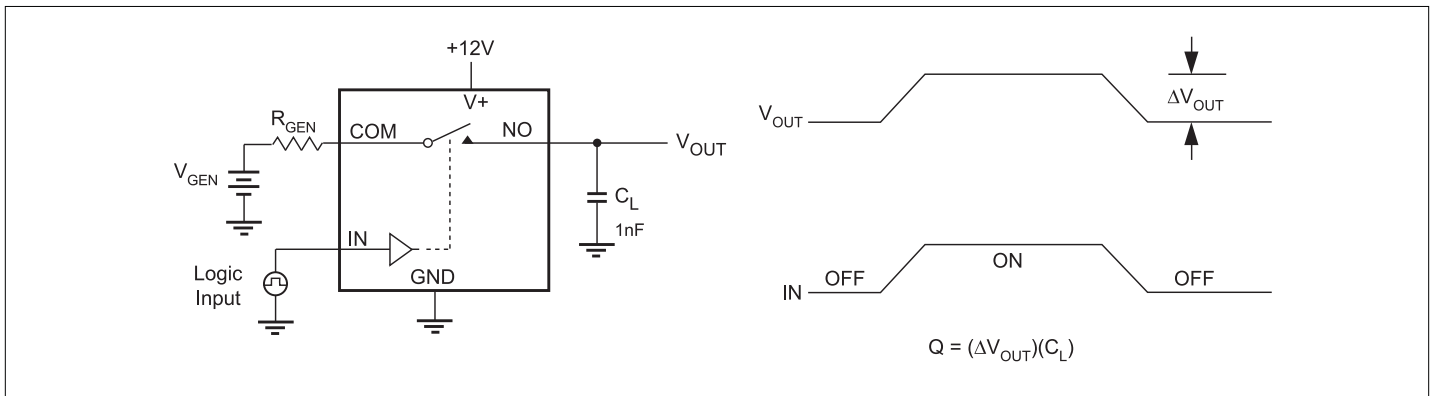 +12V
V+
R_GEN
COM
NO
V_OUT
V_GEN
C_L
1nF
IN
Logic
Input
GND
V_OUT
ΔV_OUT
IN
OFF
ON
OFF
Q = (ΔV_OUT)(C_L)